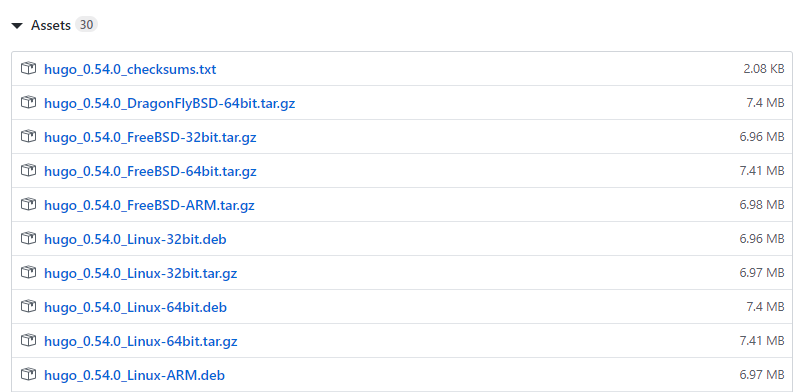 Assets 30
hugo_0.54.0_checksums.txt 2.08 KB
hugo_0.54.0_DragonFlyBSD-64bit.tar.gz 7.4 MB
hugo_0.54.0_FreeBSD-32bit.tar.gz 6.96 MB
hugo_0.54.0_FreeBSD-64bit.tar.gz 7.41 MB
hugo_0.54.0_FreeBSD-ARM.tar.gz 6.98 MB
hugo_0.54.0_Linux-32bit.deb 6.96 MB
hugo_0.54.0_Linux-32bit.tar.gz 6.97 MB
hugo_0.54.0_Linux-64bit.deb 7.4 MB
hugo_0.54.0_Linux-64bit.tar.gz 7.41 MB
hugo_0.54.0_Linux-ARM.deb 6.97 MB